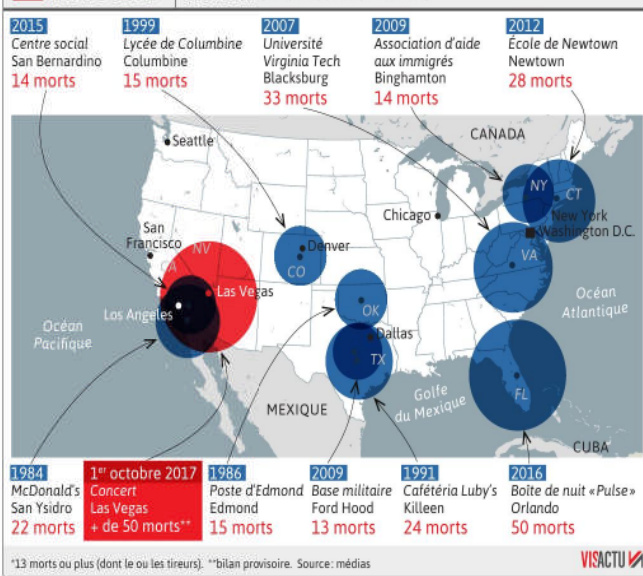 2015
Centre social
San Bernardino
14 morts
1999
Lycée de Columbine
Columbine
15 morts
2007
Université
Virginia Tech
Blacksburg
33 morts
2009
Association d'aide
aux immigrés
Binghamton
14 morts
2012
École de Newtown
Newtown
28 morts
CANADA
Seattle
NY
CT
Chicago
New York
Washington D.C.
San
Francisco
NV
CA
Denver
CO
VA
Las Vegas
Los Angeles
OK
Océan
Atlantique
Océan
Pacifique
Dallas
TX
Golfe
du Mexique
FL
MEXIQUE
CUBA
1984
McDonald's
San Ysidro
22 morts
1er octobre 2017
Concert
Las Vegas
+ de 50 morts**
1986
Poste d'Edmond
Edmond
15 morts
2009
Base militaire
Ford Hood
13 morts
1991
Cafétéria Luby's
Killeen
24 morts
2016
Boîte de nuit « Pulse »
Orlando
50 morts
*13 morts ou plus (dont le ou les tireurs). **bilan provisoire. Source: médias
VISACTU